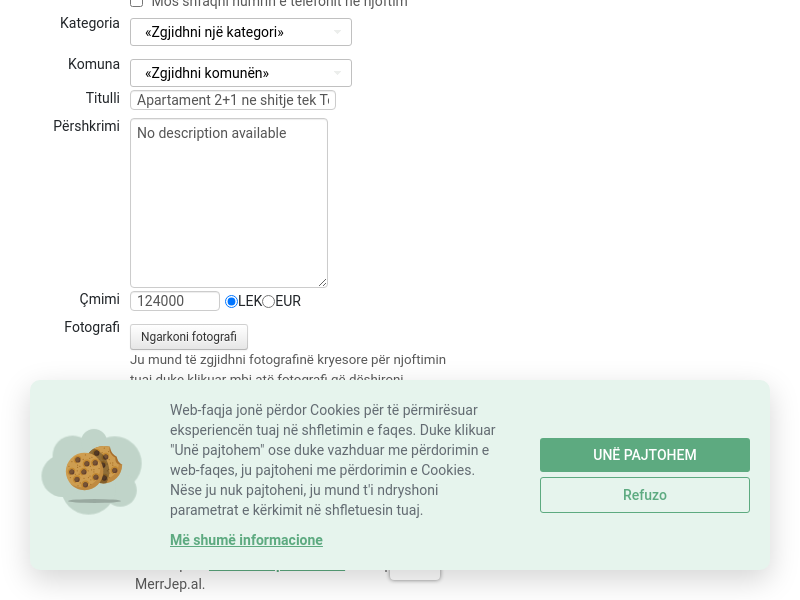 Mos shfaqni numrin e telefonit në njoftim
Kategoria
«Zgjidhni një kategori»
Komuna
«Zgjidhni komunën»
Titulli
Apartament 2+1 ne shitje tek
Përshkrimi
No description available
Çmimi
124000
LEK
EUR
Fotografi
Ngarkoni fotografi
Ju mund të zgjidhni fotografinë kryesore për njoftimin
tuaj duke klikuar mbi atë fotografi që dëshironi
Web-faqja jonë përdor Cookies për të përmirësuar
eksperiencën tuaj në shfletimin e faqes. Duke klikuar
"Unë pajtohem" ose duke vazhduar me përdorimin e
web-faqes, ju pajtoheni me përdorimin e Cookies.
Nëse ju nuk pajtoheni, ju mund t'i ndryshoni
parametrat e kërkimit në shfletuesin tuaj.
Më shumë informacione
UNË PAJTOHEM
Refuzo
MerrJep.al.